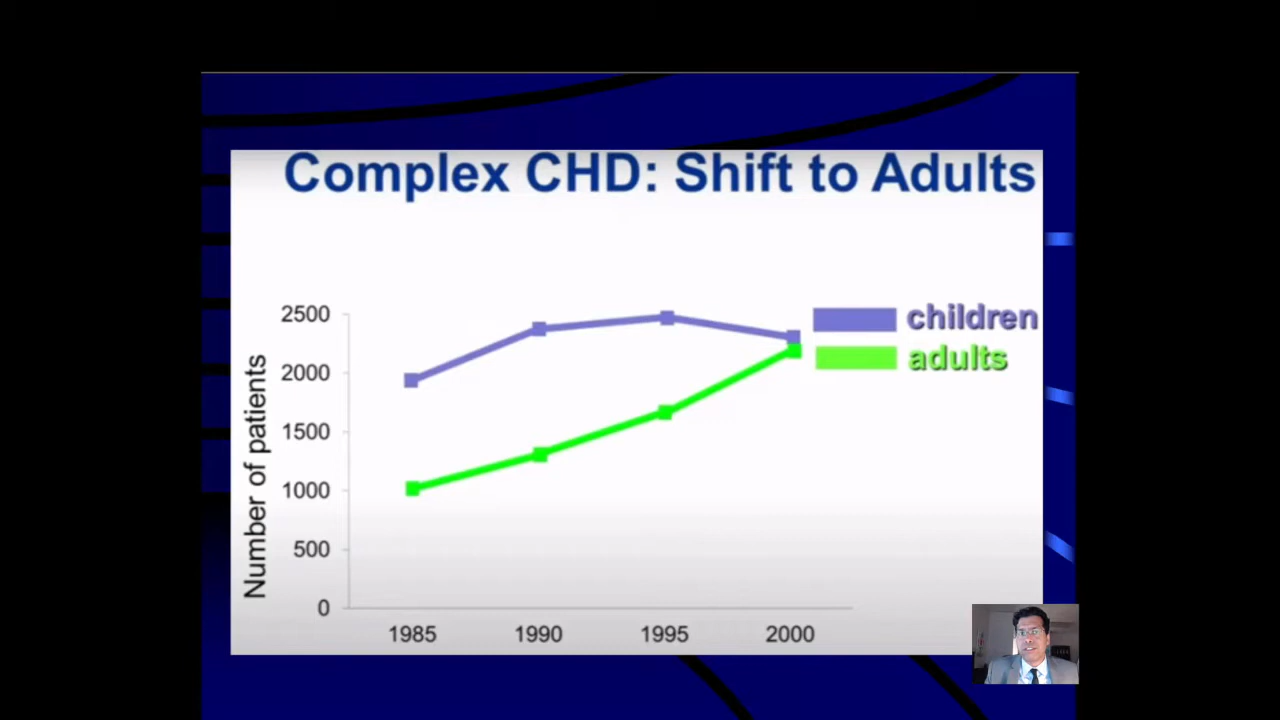 Complex CHD: Shift to Adults
2500
2000
1500
1000
500
0
Number of patients
1985
1990
1995
2000
children
adults